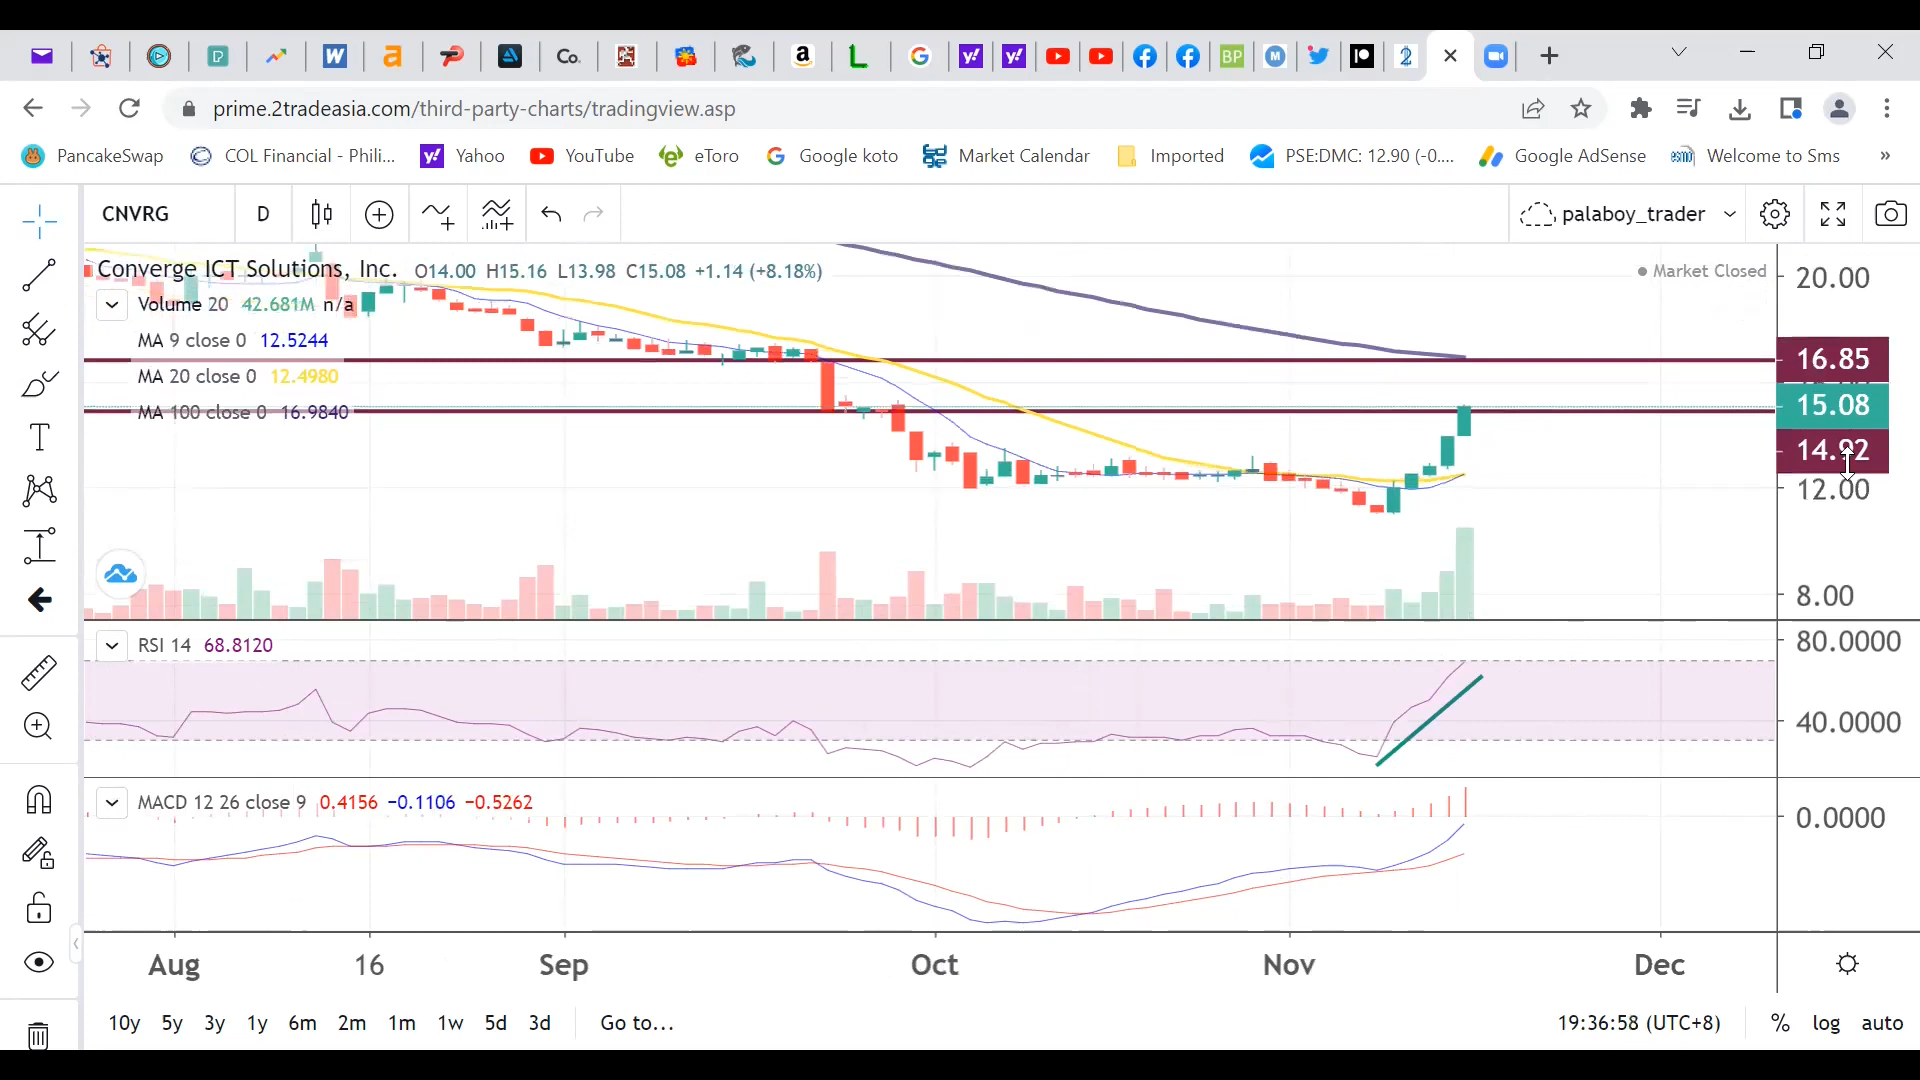 Co.
prime.2tradeasia.com/third-party-charts/tradingview.asp
PancakeSwap COL Financial - Phili... Yahoo YouTube eToro Google koto Market Calendar Imported PSE:DMC: 12.90 (-0.... Google AdSense Welcome to Sms »
CNVRG D palaboy_trader
Converge ICT Solutions, Inc. O14.00 H15.16 L13.98 C15.08 +1.14 (+8.18%) Market Closed
20.00
Volume 20 42.681M n/a
MA 9 close 0 12.5244
16.85
MA 20 close 0 12.4980
15.08
MA 100 close 0 16.9840
14.92
12.00
8.00
RSI 14 68.8120
80.0000
40.0000
MACD 12 26 close 9 0.4156 −0.1106 −0.5262
0.0000
Aug 16 Sep Oct Nov Dec
10y 5y 3y 1y 6m 2m 1m 1w 5d 3d Go to... 19:36:58 (UTC+8) % log auto